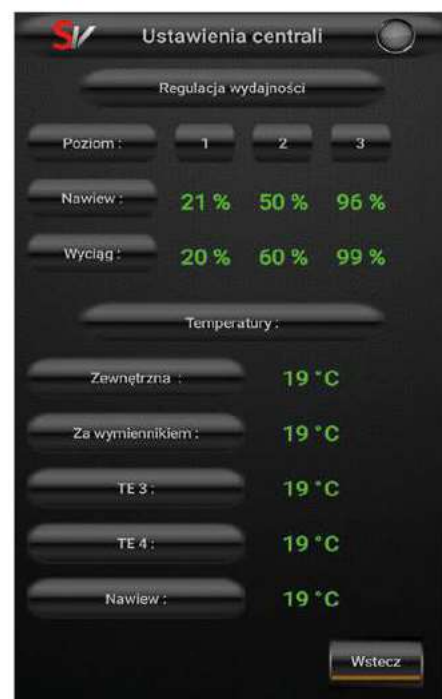 SV Ustawienia centrali
Regulacja wydajności
Poziom : 1 2 3
Nawiew : 21 % 50 % 96 %
Wyciąg : 20 % 60 % 99 %
Temperatury :
Zewnętrzna : 19 °C
Za wymiennikiem : 19 °C
TE 3 : 19 °C
TE 4 : 19 °C
Nawiew : 19 °C
Wstecz